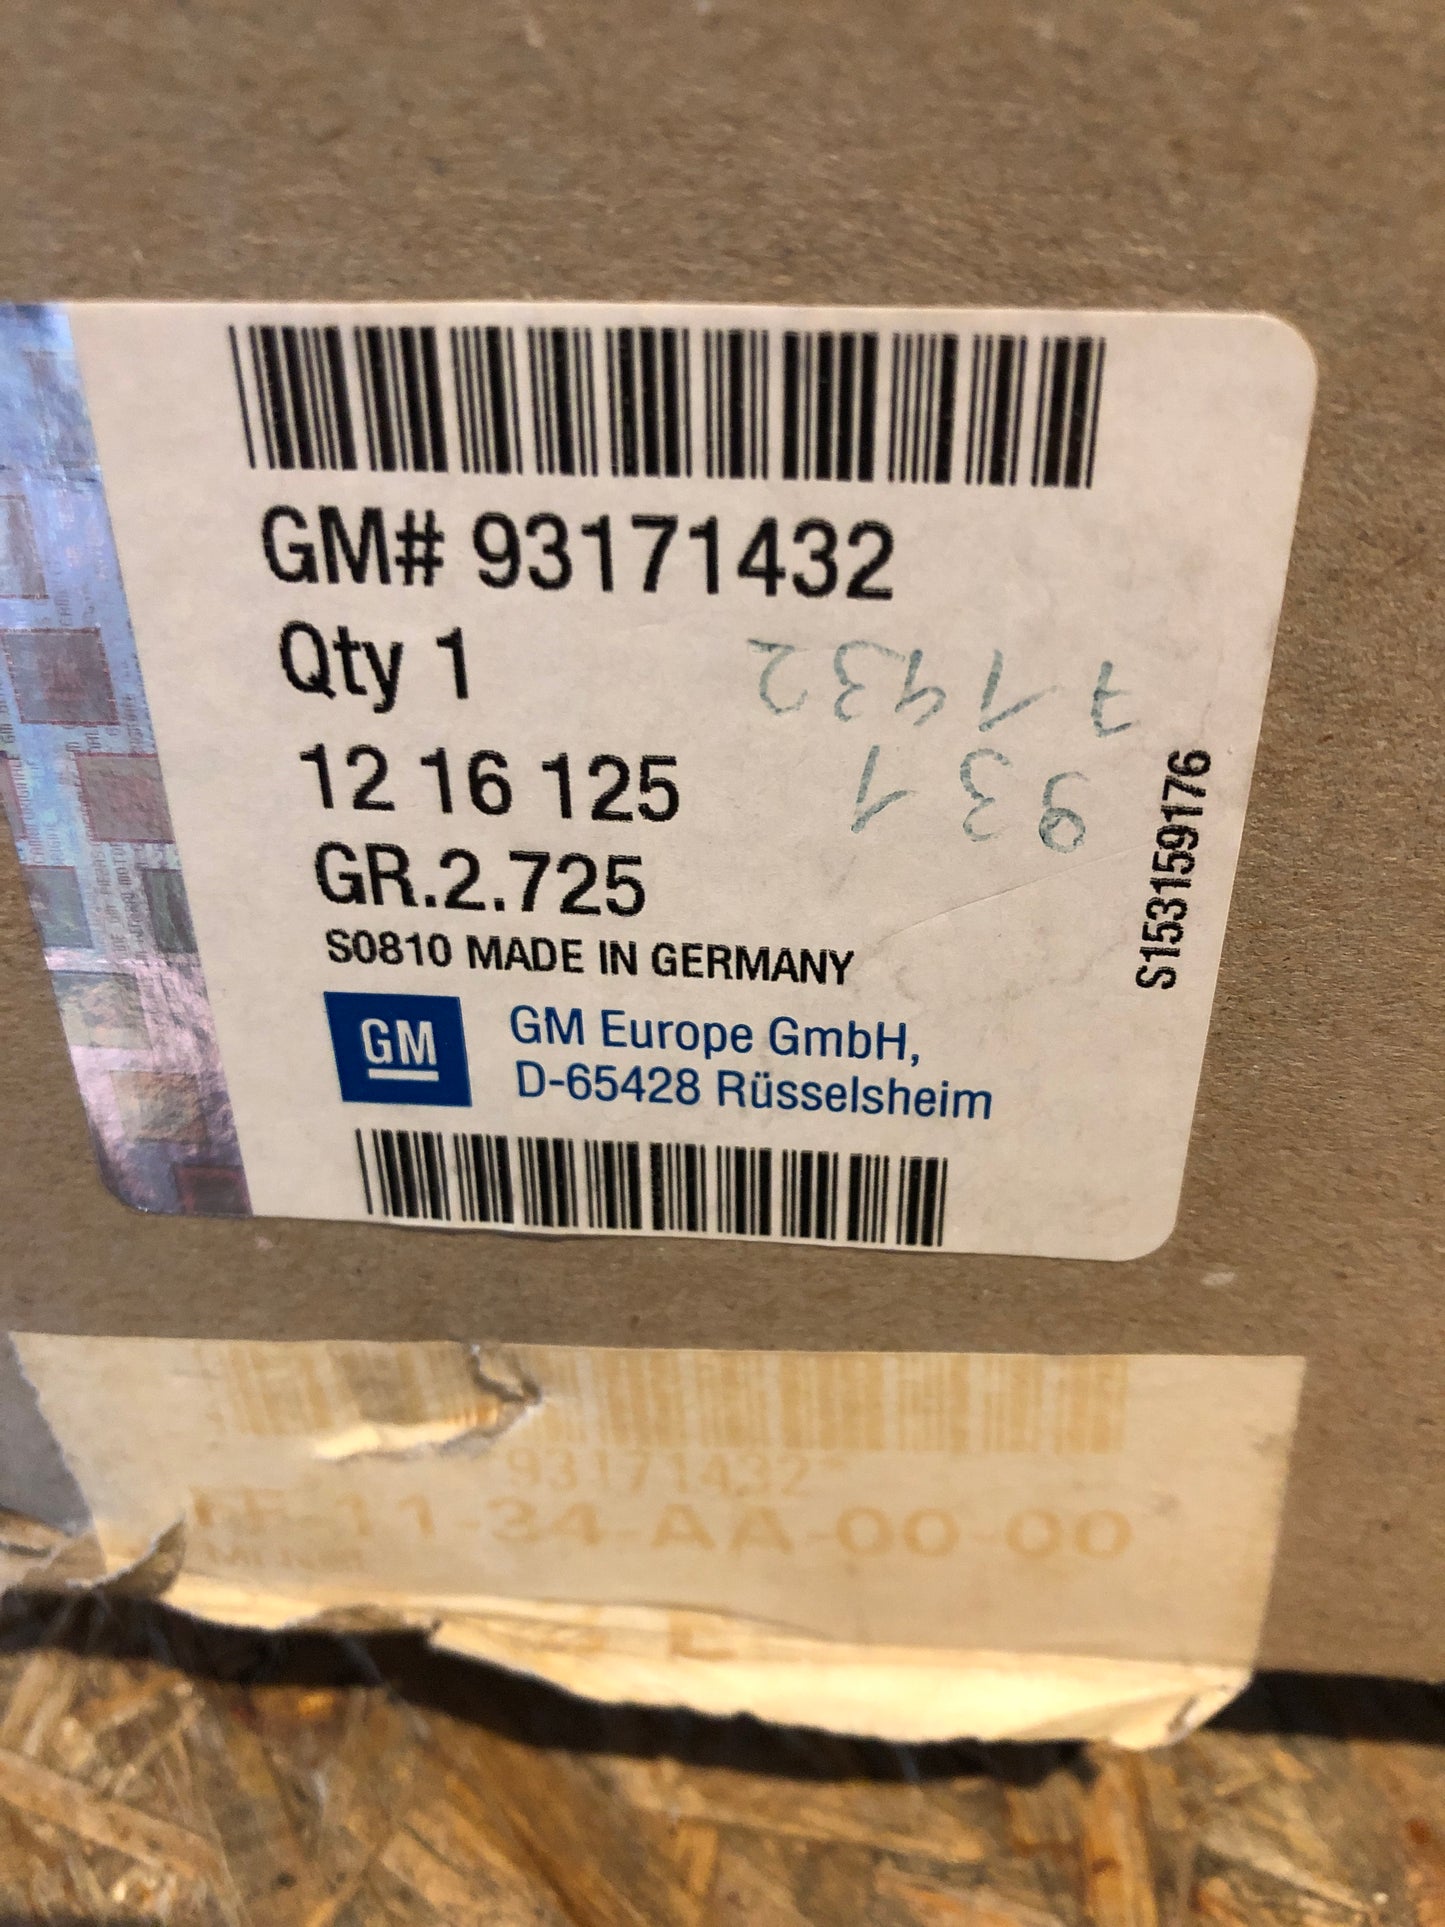 GM# 93171432
Qty 1
12 16 125
GR.2.725
S0810 MADE IN GERMANY
GM
GM Europe GmbH,
D-65428 Rüsselsheim
S153159176
931
71432
*93171432*
11-34-AA-00-00